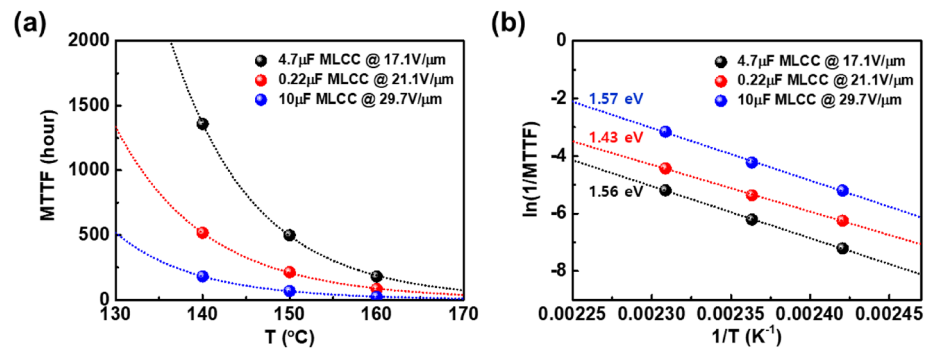 (a)
2000
1500
1000
500
0
MTTF (hour)
4.7μF MLCC @ 17.1V/μm
0.22μF MLCC @ 21.1V/μm
10μF MLCC @ 29.7V/μm
130 140 150 160 170
T (°C)
(b)
0
-2
-4
-6
-8
ln(1/MTTF)
4.7μF MLCC @ 17.1V/μm
0.22μF MLCC @ 21.1V/μm
10μF MLCC @ 29.7V/μm
1.57 eV
1.43 eV
1.56 eV
0.00225 0.00230 0.00235 0.00240 0.00245
1/T (K⁻¹)